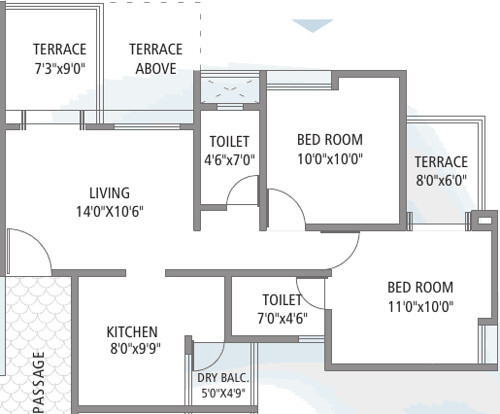 TERRACE
7'3"x9'0"
TERRACE
ABOVE
TOILET
4'6"x7'0"
BED ROOM
10'0"x10'0"
TERRACE
8'0"x6'0"
LIVING
14'0"X10'6"
BED ROOM
11'0"x10'0"
TOILET
7'0"x4'6"
KITCHEN
8'0"x9'9"
DRY BALC.
5'0"X4'9"
PASSAGE